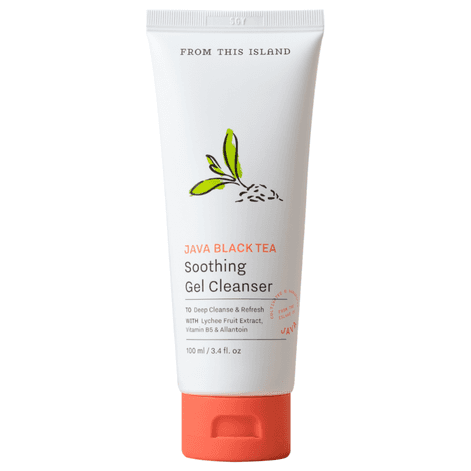 FROM THIS ISLAND
JAVA BLACK TEA
Soothing
Gel Cleanser
TO Deep Cleanse & Refresh
WITH Lychee Fruit Extract,
Vitamin B5 & Allantoin
100 ml / 3.4 fl. oz